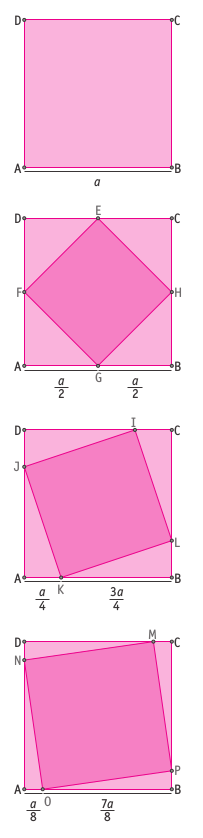 D C
A B
a
D E C
F H
A G B
a/2 a/2
D I C
J
L
A K B
a/4 3a/4
D M C
N
P
A O B
a/8 7a/8